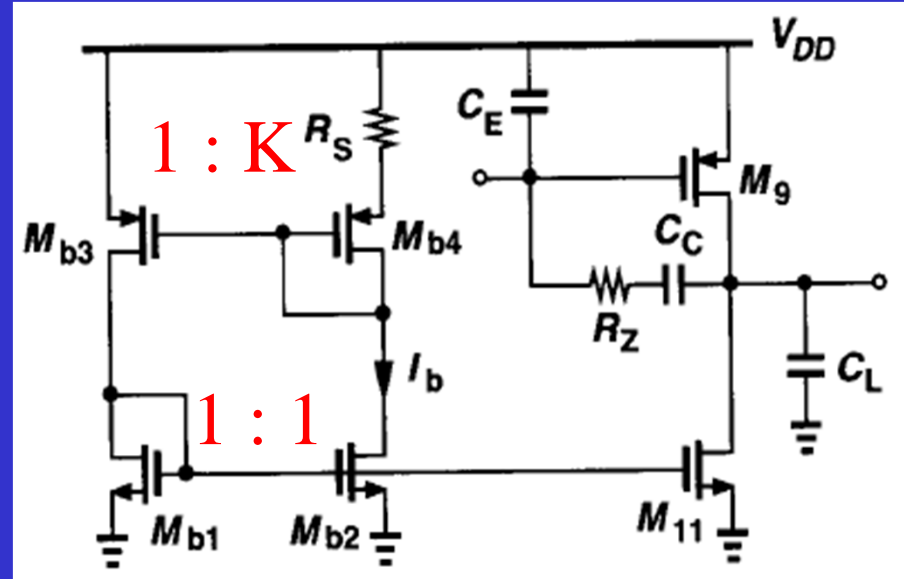 V_DD
C_E
1 : K
R_S
M_9
M_b3
M_b4
C_C
R_Z
I_b
C_L
1 : 1
M_b1
M_b2
M_11